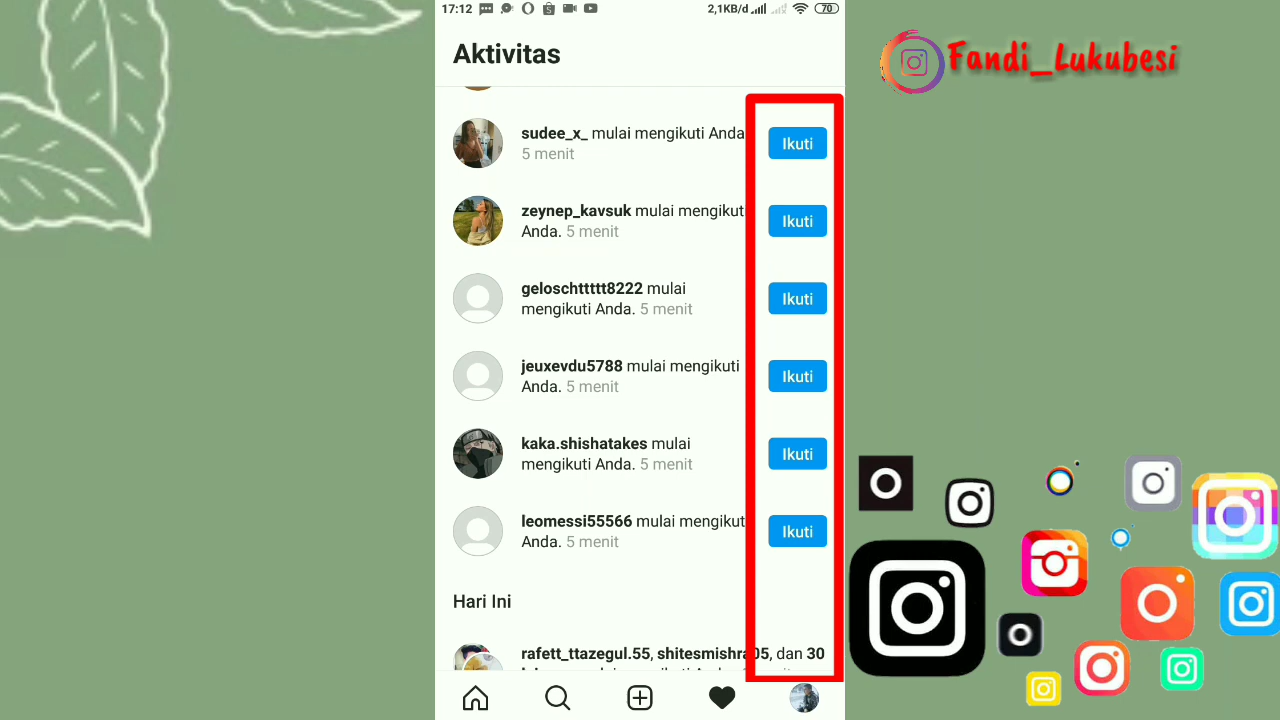 17:12
2,1KB/d
70
Fandi_Lukubesi
Aktivitas
sudee_x_ mulai mengikuti Anda
5 menit
Ikuti
zeynep_kavsuk mulai mengikut
Anda. 5 menit
Ikuti
geloschttttt8222 mulai
mengikuti Anda. 5 menit
Ikuti
jeuxevdu5788 mulai mengikuti
Anda. 5 menit
Ikuti
kaka.shishatakes mulai
mengikuti Anda. 5 menit
Ikuti
leomessi55566 mulai mengikut
Anda. 5 menit
Ikuti
Hari Ini
rafett_ttazegul.55, shitesmishra05, dan 30